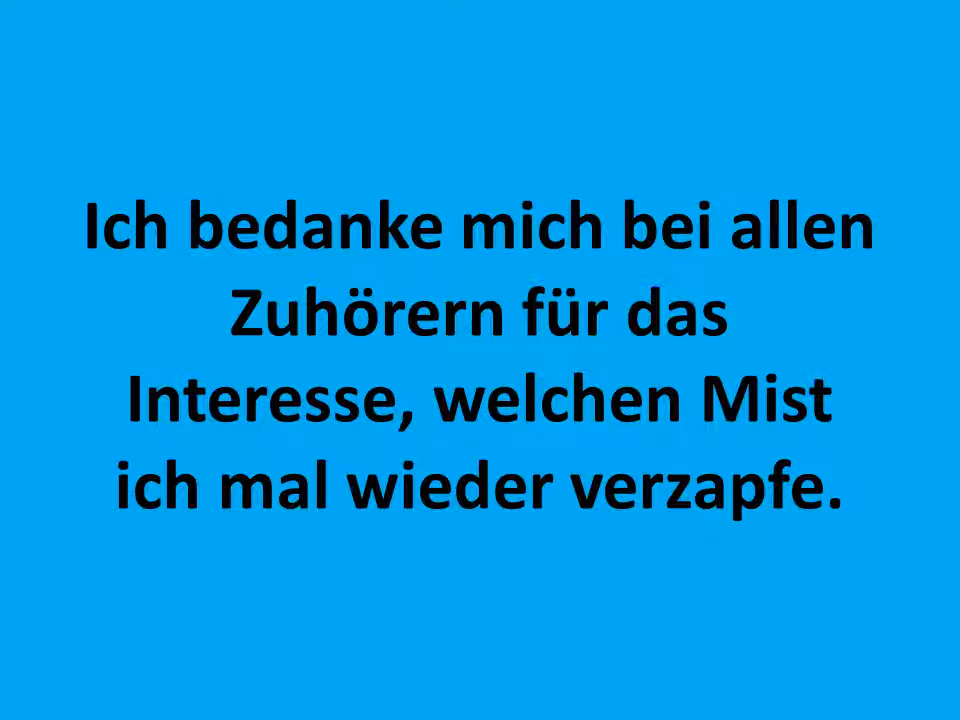 Ich bedanke mich bei allen
Zuhörern für das
Interesse, welchen Mist
ich mal wieder verzapfe.